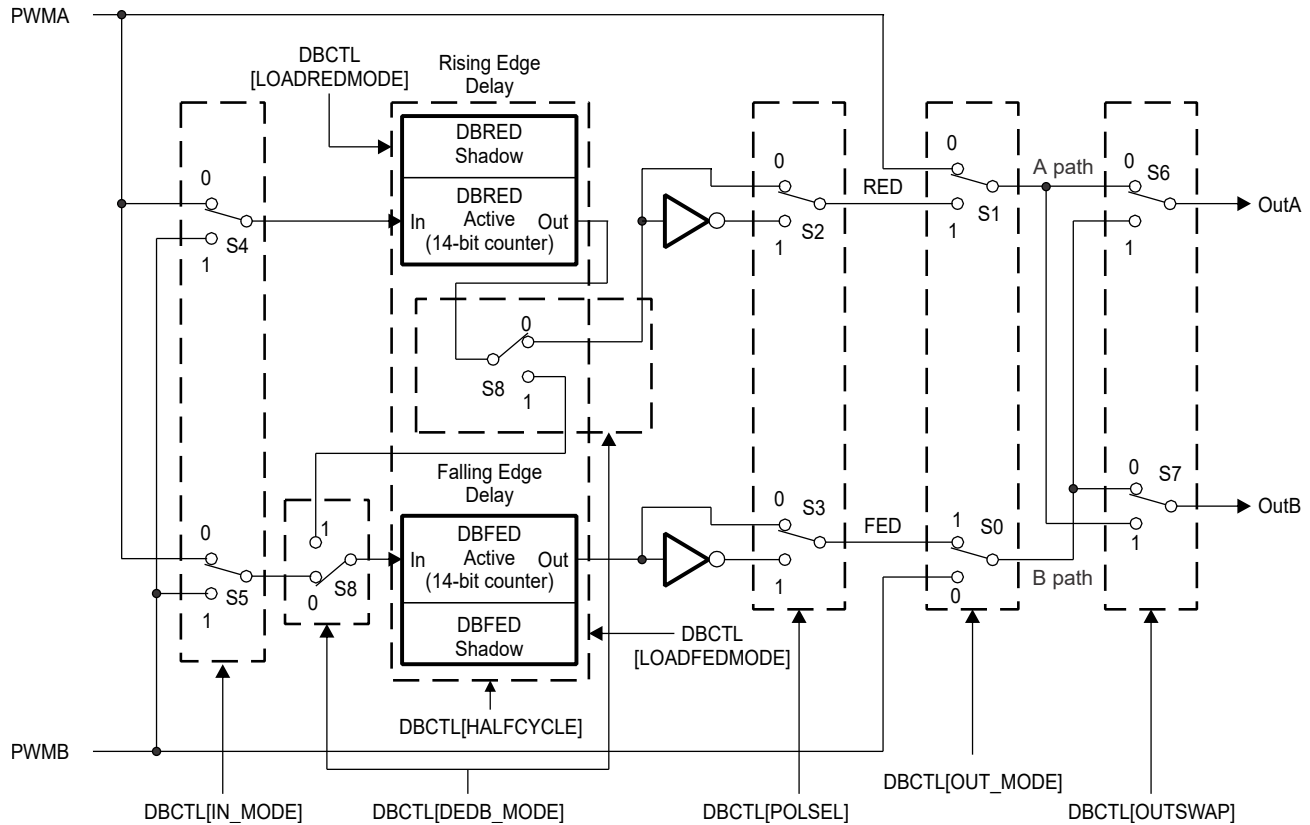 PWMA
DBCTL
[LOADREDMODE]
Rising Edge
Delay
DBRED
Shadow
DBRED
Active
(14-bit counter)
In
Out
0
S4
1
0
S8
1
0
S2
1
RED
0
S1
1
A path
0
S6
1
OutA
Falling Edge
Delay
0
S5
1
1
0
S8
DBFED
Active
(14-bit counter)
In
Out
DBFED
Shadow
DBCTL
[LOADFEDMODE]
0
S3
1
FED
1
S0
0
B path
0
S7
1
OutB
DBCTL[HALFCYCLE]
PWMB
DBCTL[IN_MODE]
DBCTL[DEDB_MODE]
DBCTL[POLSEL]
DBCTL[OUT_MODE]
DBCTL[OUTSWAP]